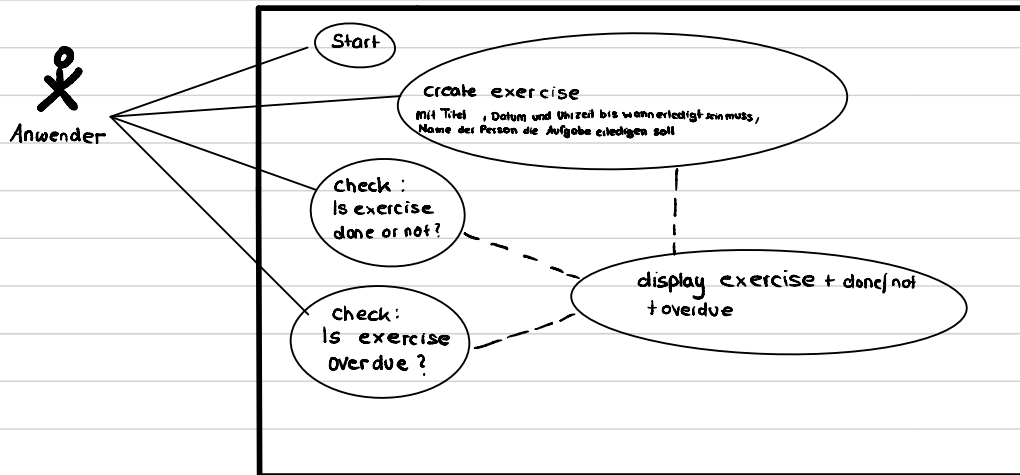 Start
create exercise
Mit Titel , Datum und Uhrzeit bis wann erledigt sein muss,
Name der Person die Aufgabe erledigen soll
Anwender
check :
Is exercise
done or not?
display exercise + done/not
+ overdue
check:
Is exercise
overdue ?